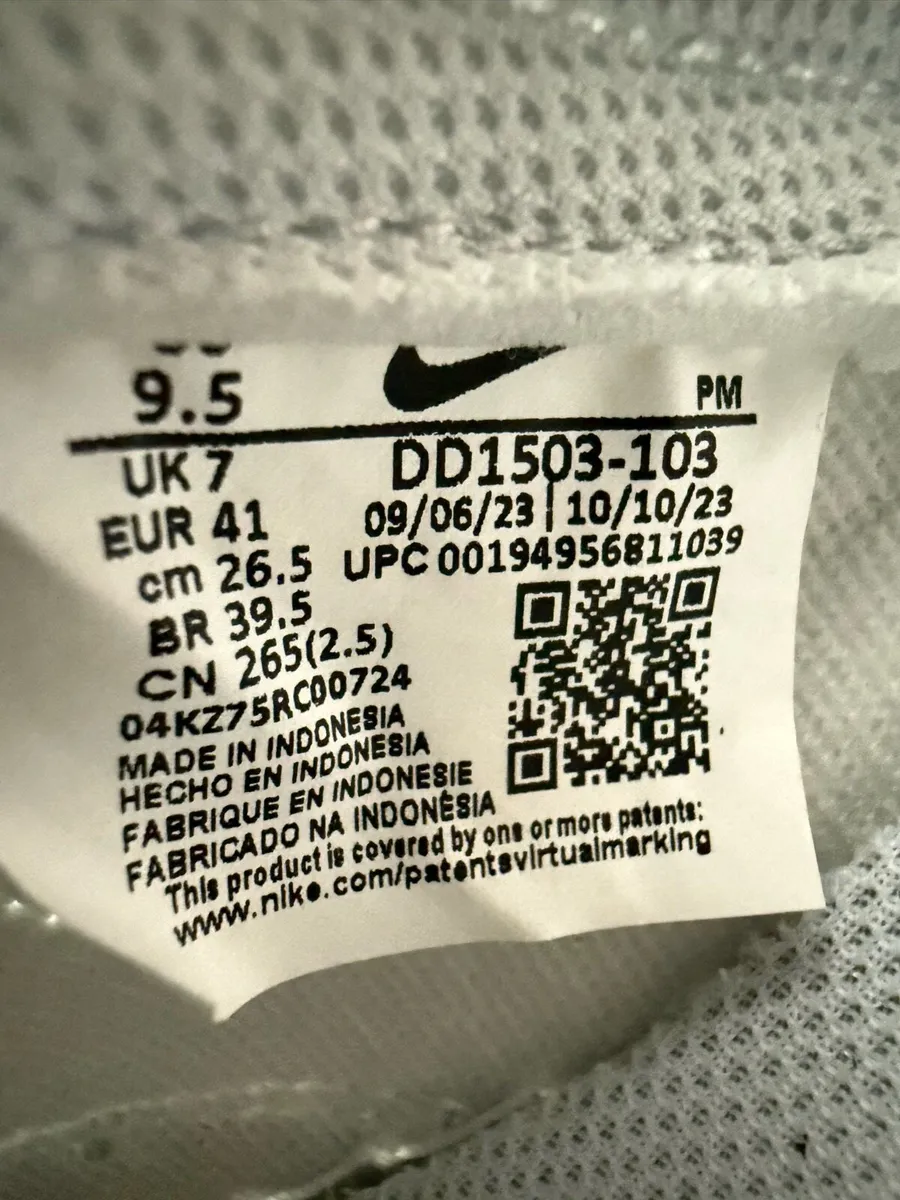 9.5
PM
UK 7
EUR 41
cm 26.5
BR 39.5
CN 265(2.5)
DD1503-103
09/06/23 | 10/10/23
UPC 00194956811039
04KZ75RC00724
MADE IN INDONESIA
HECHO EN INDONESIA
FABRIQUE EN INDONESIE
FABRICADO NA INDONÊSIA
This product is covered by one or more patents:
www.nike.com/patentsvirtualmarking